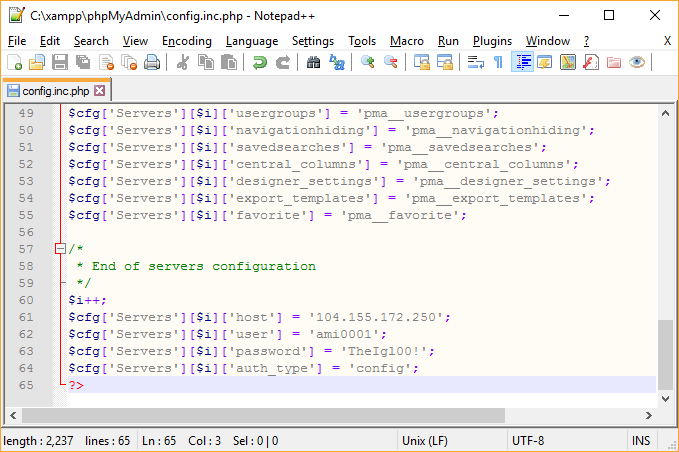 C:\xampp\phpMyAdmin\config.inc.php - Notepad++
File Edit Search View Encoding Language Settings Tools Macro Run Plugins Window ? X
config.inc.php
49 $cfg['Servers'][$i]['usergroups'] = 'pma__usergroups';
50 $cfg['Servers'][$i]['navigationhiding'] = 'pma__navigationhiding';
51 $cfg['Servers'][$i]['savedsearches'] = 'pma__savedsearches';
52 $cfg['Servers'][$i]['central_columns'] = 'pma__central_columns';
53 $cfg['Servers'][$i]['designer_settings'] = 'pma__designer_settings';
54 $cfg['Servers'][$i]['export_templates'] = 'pma__export_templates';
55 $cfg['Servers'][$i]['favorite'] = 'pma__favorite';
56
57 /*
58  * End of servers configuration
59  */
60 $i++;
61 $cfg['Servers'][$i]['host'] = '104.155.172.250';
62 $cfg['Servers'][$i]['user'] = 'ami0001';
63 $cfg['Servers'][$i]['password'] = 'TheIgl00!';
64 $cfg['Servers'][$i]['auth_type'] = 'config';
65 ?>
length : 2,237 lines : 65 Ln : 65 Col : 3 Sel : 0 | 0 Unix (LF) UTF-8 INS